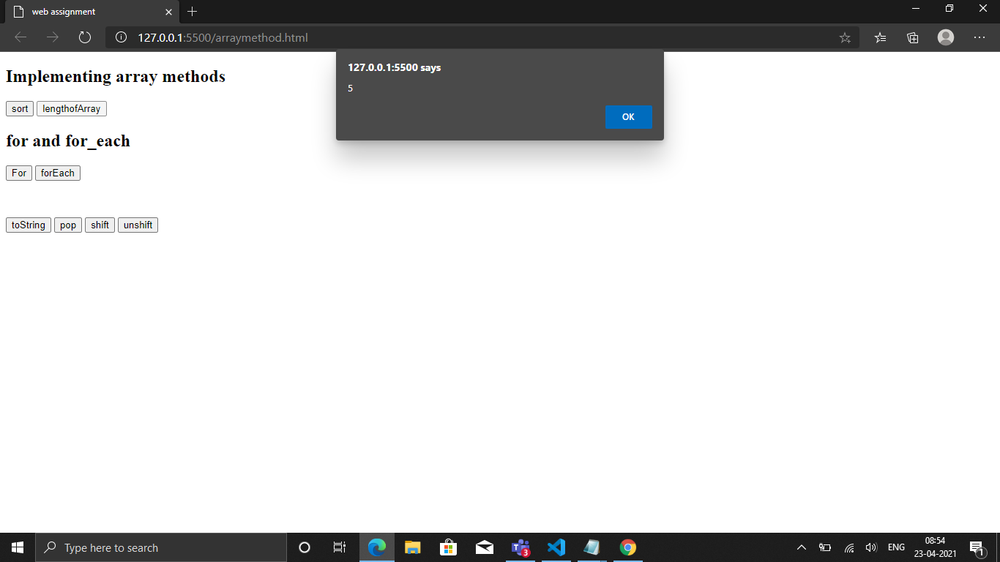 web assignment
127.0.0.1:5500/arraymethod.html
127.0.0.1:5500 says
5
OK
Implementing array methods
sort lengthofArray
for and for_each
For forEach
toString pop shift unshift
Type here to search
3
ENG
08:54
23-04-2021
1